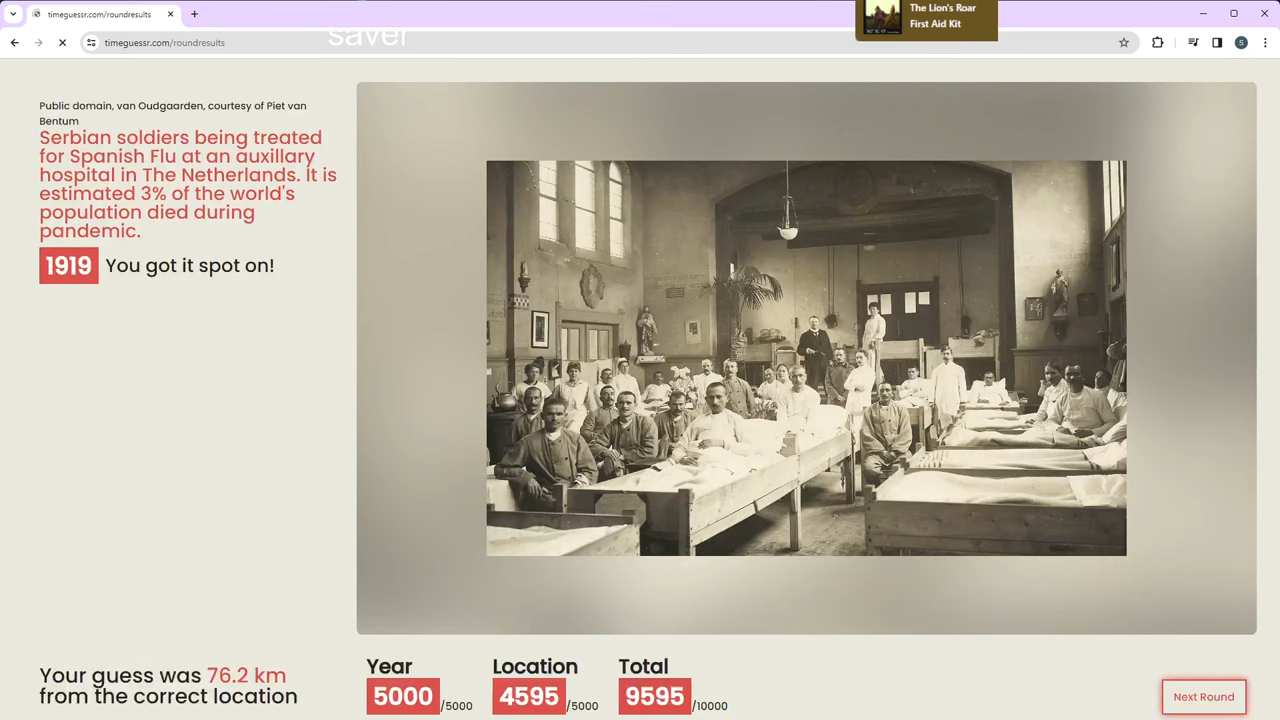 timeguessr.com/roundresults
The Lion's Roar
First Aid Kit
timeguessr.com/roundresults
saver
S
Public domain, van Oudgaarden, courtesy of Piet van
Bentum
Serbian soldiers being treated
for Spanish Flu at an auxillary
hospital in The Netherlands. It is
estimated 3% of the world's
population died during
pandemic.
1919 You got it spot on!
Your guess was 76.2 km
from the correct location
Year Location Total
5000 /5000 4595 /5000 9595 /10000
Next Round